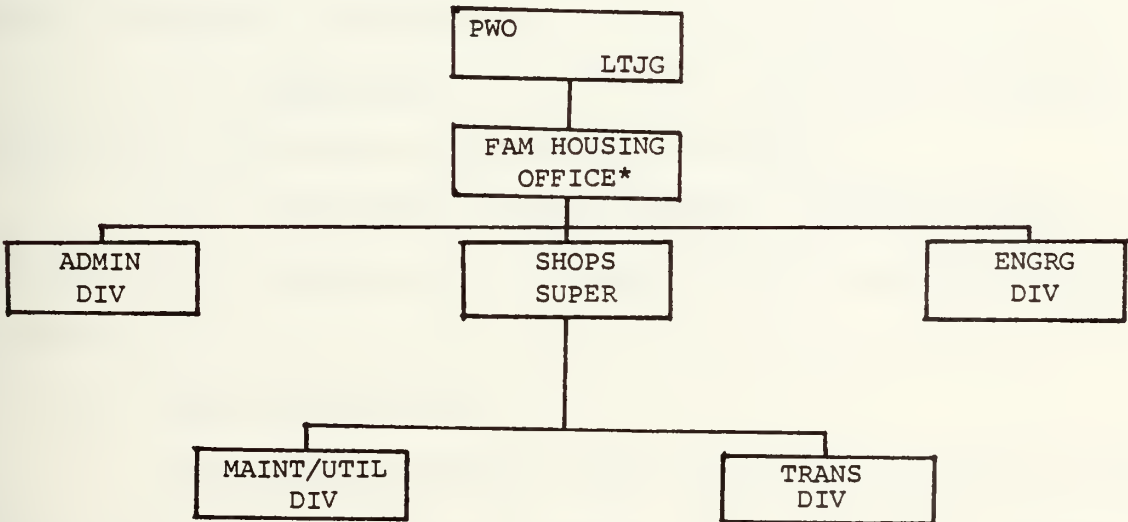 PWO
LTJG
FAM HOUSING
OFFICE*
ADMIN
DIV
SHOPS
SUPER
ENGRG
DIV
MAINT/UTIL
DIV
TRANS
DIV